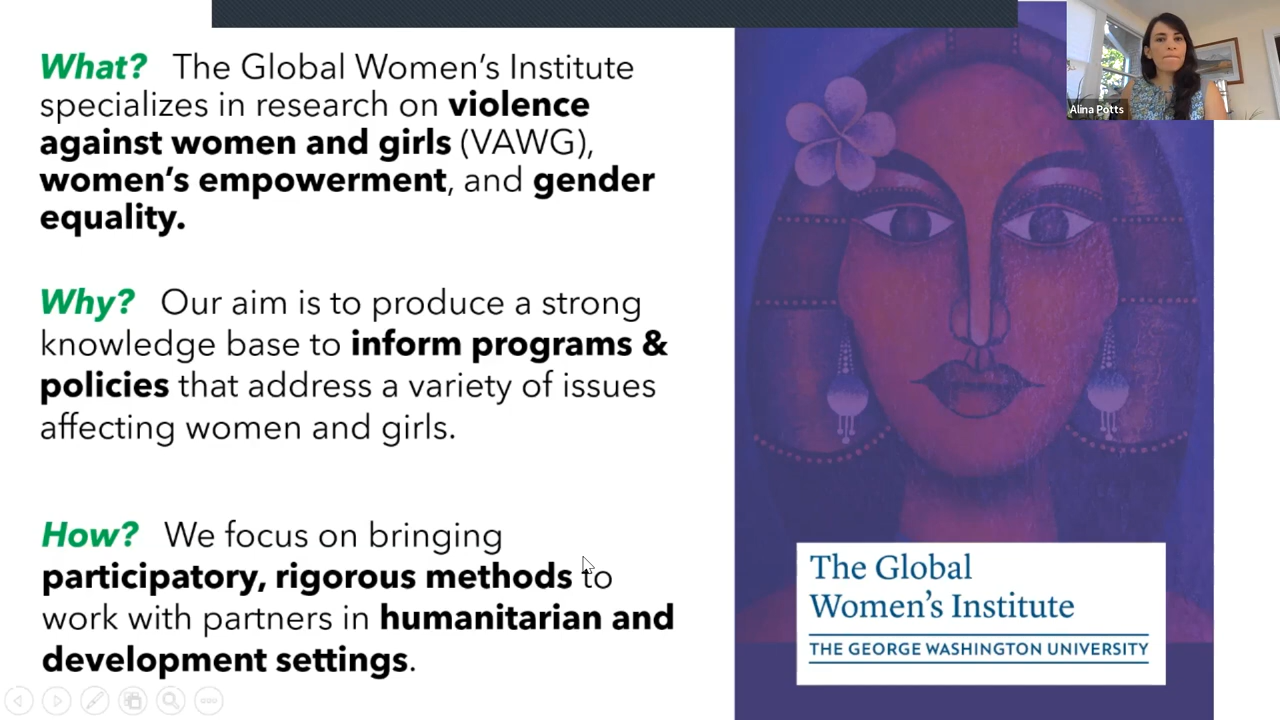 What? The Global Women's Institute
specializes in research on violence
against women and girls (VAWG),
women's empowerment, and gender
equality.
Why? Our aim is to produce a strong
knowledge base to inform programs &
policies that address a variety of issues
affecting women and girls.
How? We focus on bringing
participatory, rigorous methods to
work with partners in humanitarian and
development settings.
Alina Potts
The Global
Women's Institute
THE GEORGE WASHINGTON UNIVERSITY